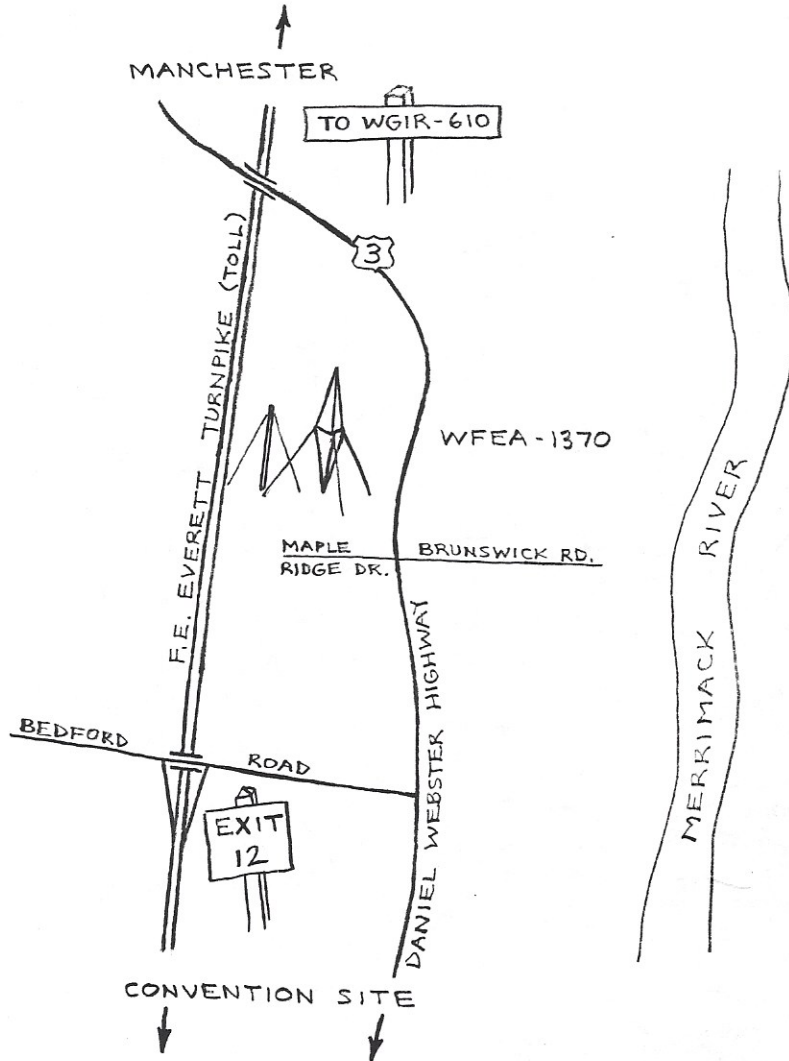 MANCHESTER
TO WGIR-610
3
F.E. EVERETT TURNPIKE (TOLL)
WFEA-1370
MAPLE
RIDGE DR.
BRUNSWICK RD.
MERRIMACK RIVER
BEDFORD ROAD
DANIEL WEBSTER HIGHWAY
EXIT
12
CONVENTION SITE